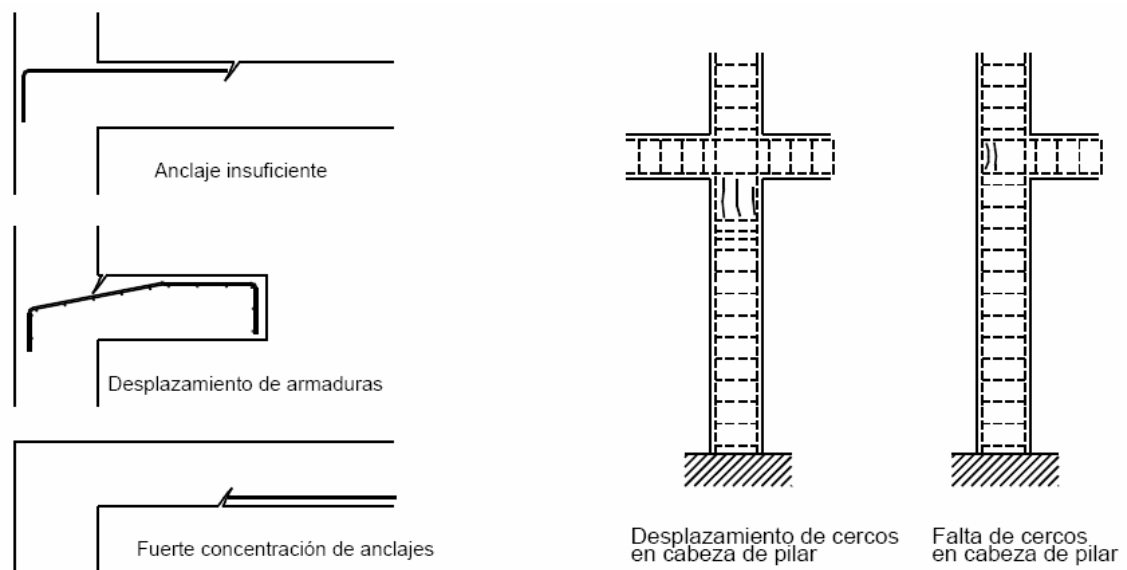 Anclaje insuficiente
Desplazamiento de armaduras
Fuerte concentración de anclajes
Desplazamiento de cercos
en cabeza de pilar
Falta de cercos
en cabeza de pilar